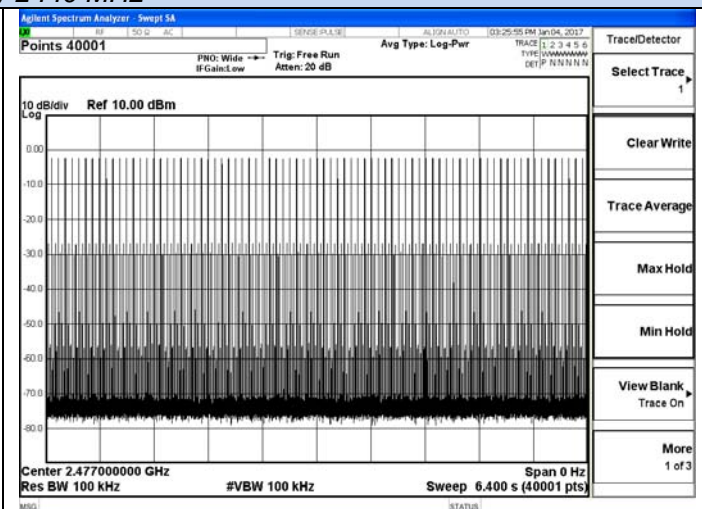 Agilent Spectrum Analyzer - Swept SA
RF 50 Ω AC SENSE:PULSE ALIGN AUTO 03:25:55 PM Jan 04, 2017
Points 40001
PNO: Wide
IFGain:Low
Trig: Free Run
Atten: 20 dB
Avg Type: Log-Pwr
TRACE 1 2 3 4 5 6
TYPE
DET P N N N N N
10 dB/div Ref 10.00 dBm
Log
0.00
-10.0
-20.0
-30.0
-40.0
-50.0
-60.0
-70.0
-80.0
Center 2.477000000 GHz
Span 0 Hz
Res BW 100 kHz
#VBW 100 kHz
Sweep 6.400 s (40001 pts)
MSG
STATUS
Trace/Detector
Select Trace
1
Clear Write
Trace Average
Max Hold
Min Hold
View Blank
Trace On
More
1 of 3